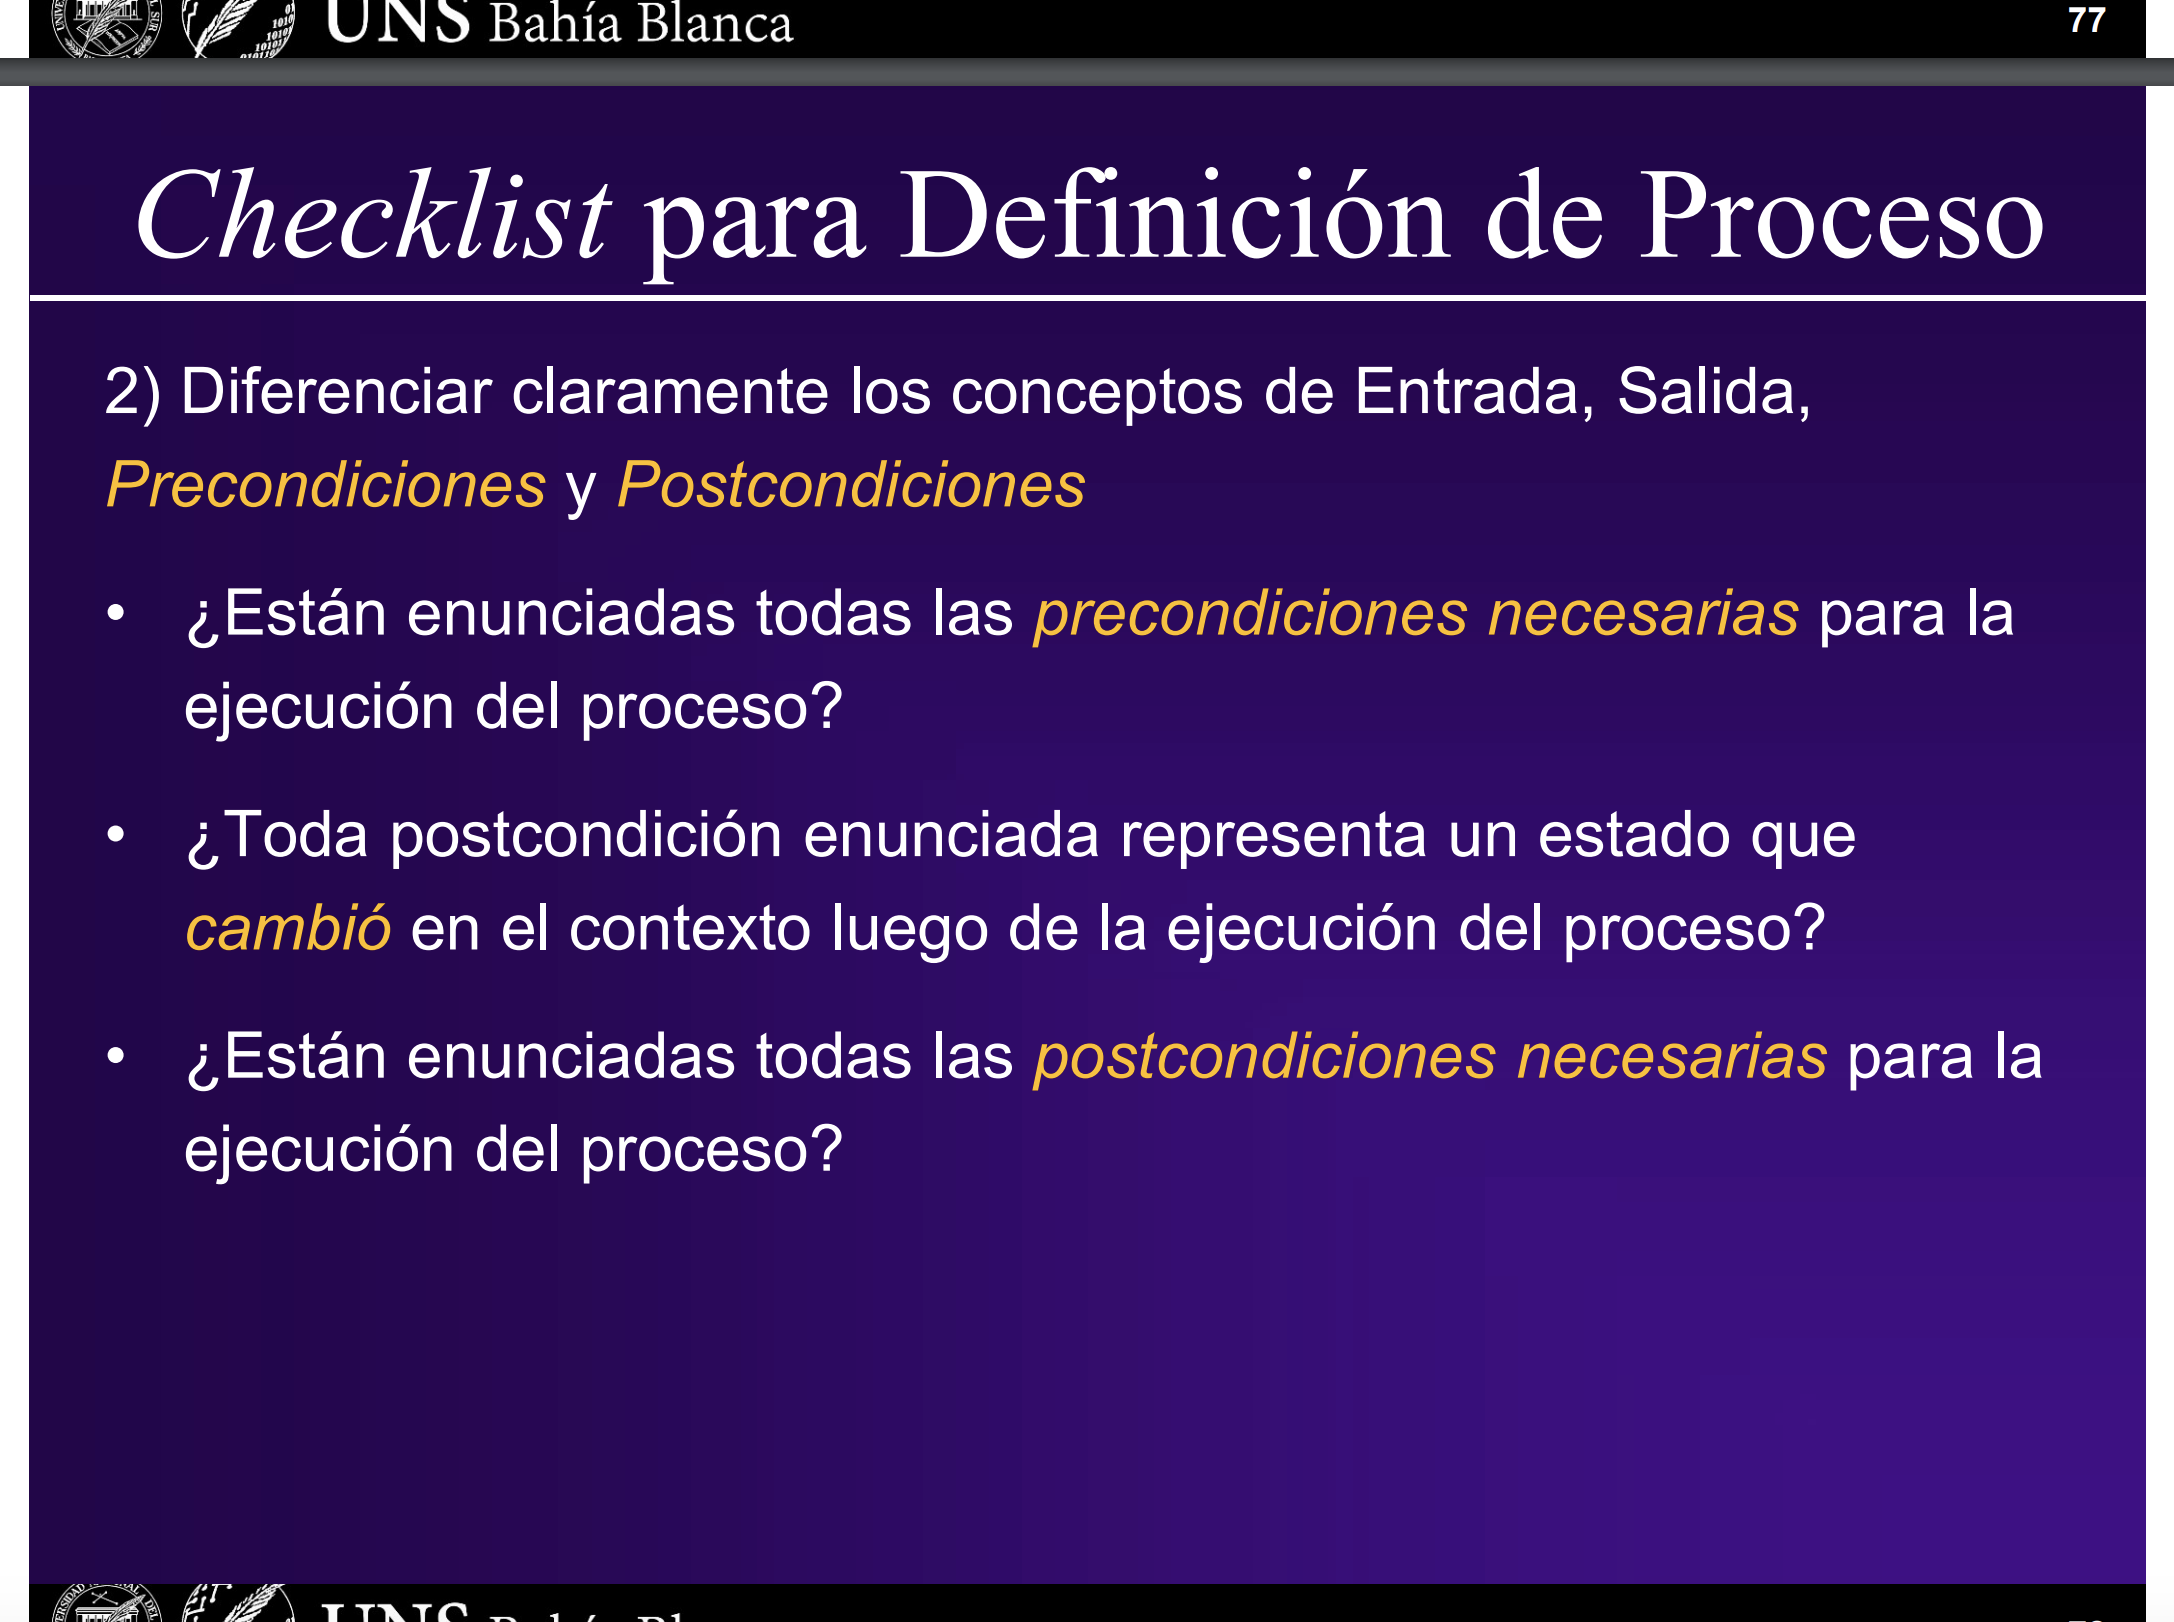 UNS Bahía Blanca
77
Checklist para Definición de Proceso
2) Diferenciar claramente los conceptos de Entrada, Salida,
Precondiciones y Postcondiciones
• ¿Están enunciadas todas las precondiciones necesarias para la
ejecución del proceso?
• ¿Toda postcondición enunciada representa un estado que
cambió en el contexto luego de la ejecución del proceso?
• ¿Están enunciadas todas las postcondiciones necesarias para la
ejecución del proceso?
UNS